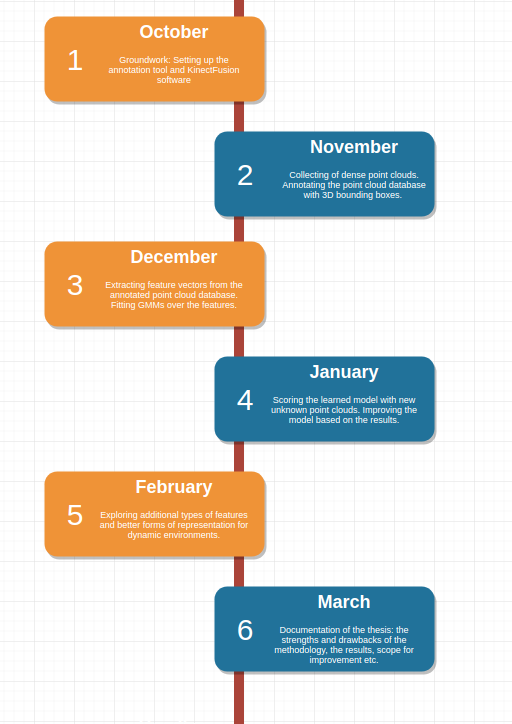 October
1
Groundwork: Setting up the
annotation tool and KinectFusion
software
November
2
Collecting of dense point clouds.
Annotating the point cloud database
with 3D bounding boxes.
December
3
Extracting feature vectors from the
annotated point cloud database.
Fitting GMMs over the features.
January
4
Scoring the learned model with new
unknown point clouds. Improving the
model based on the results.
February
5
Exploring additional types of features
and better forms of representation for
dynamic environments.
March
6
Documentation of the thesis: the
strengths and drawbacks of the
methodology, the results, scope for
improvement etc.